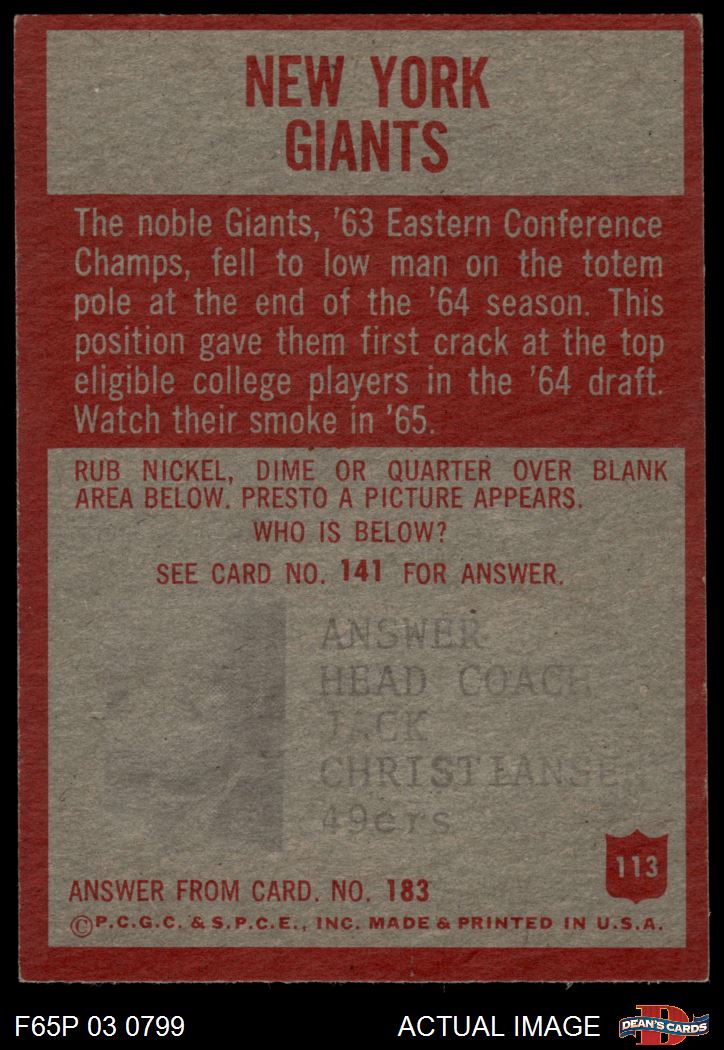 NEW YORK
GIANTS
The noble Giants, '63 Eastern Conference
Champs, fell to low man on the totem
pole at the end of the '64 season. This
position gave them first crack at the top
eligible college players in the '64 draft.
Watch their smoke in '65.
RUB NICKEL, DIME OR QUARTER OVER BLANK
AREA BELOW. PRESTO A PICTURE APPEARS.
WHO IS BELOW?
SEE CARD NO. 141 FOR ANSWER.
ANSWER
HEAD COACH
JACK
CHRISTIANSEN
49ers
113
ANSWER FROM CARD. NO. 183
©P.C.G.C. & S.P.C.E., INC. MADE & PRINTED IN U.S.A.
F65P 03 0799 ACTUAL IMAGE D DEAN'S CARDS